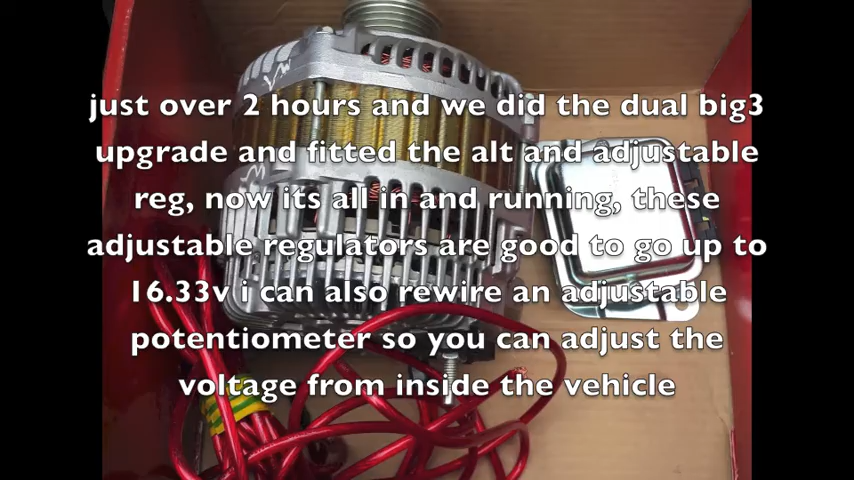 just over 2 hours and we did the dual big3
upgrade and fitted the alt and adjustable
reg, now its all in and running, these
adjustable regulators are good to go up to
16.33v i can also rewire an adjustable
potentiometer so you can adjust the
voltage from inside the vehicle